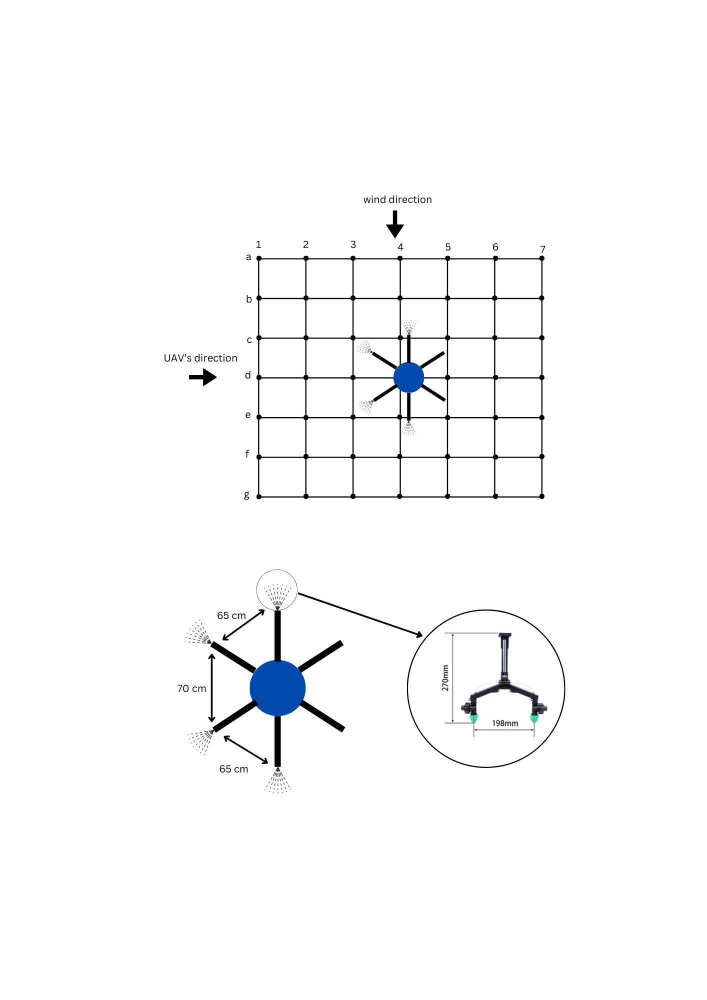 wind direction
1 2 3 4 5 6 7
a
b
c
UAV's direction
d
e
f
g
65 cm
70 cm
65 cm
270mm
198mm